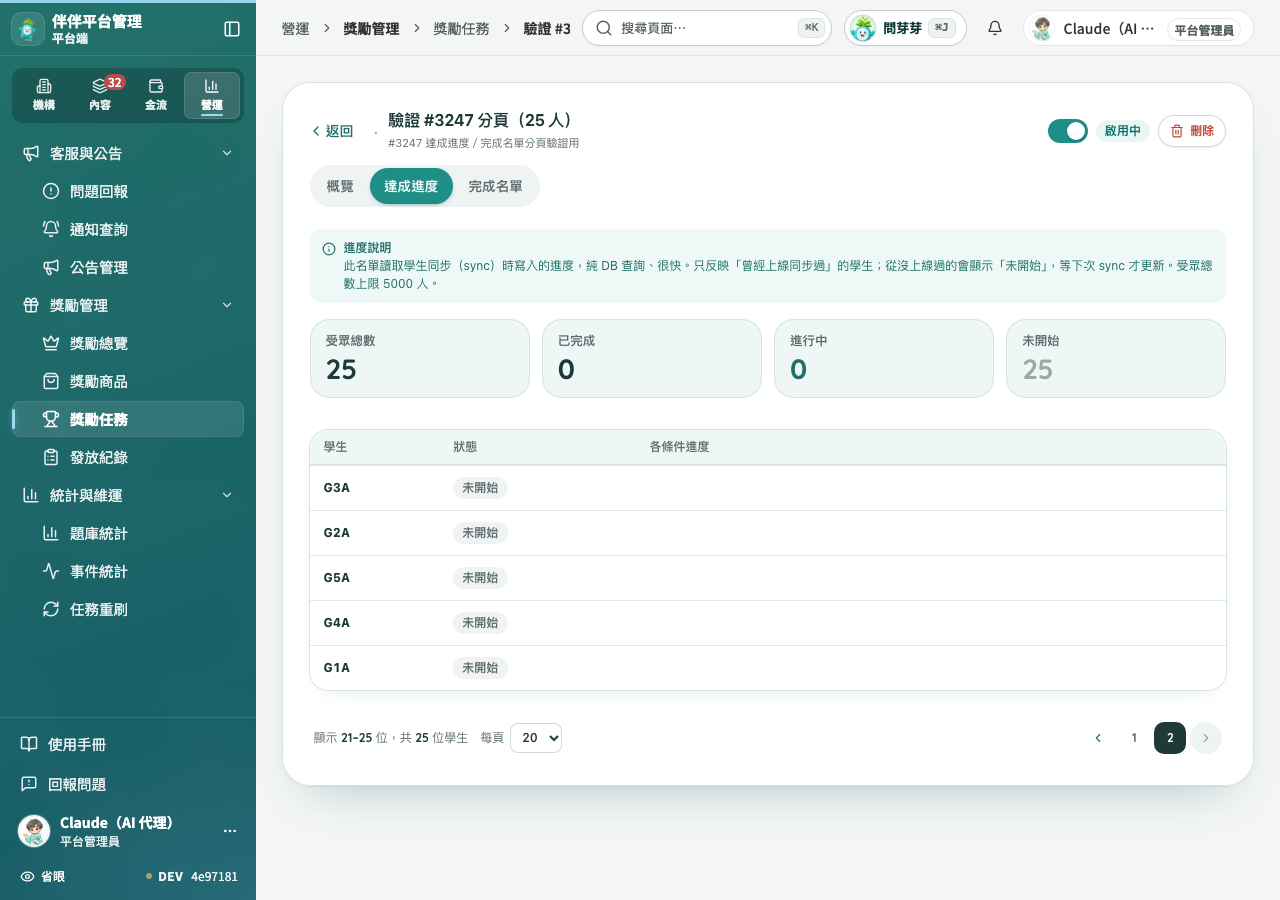 伴伴平台管理
平台端
機構
內容
32
金流
營運
客服與公告
問題回報
通知查詢
公告管理
獎勵管理
獎勵總覽
獎勵商品
獎勵任務
發放紀錄
統計與維運
題庫統計
事件統計
任務重刷
使用手冊
回報問題
Claude（AI 代理）
平台管理員
省眼
DEV 4e97181
營運 > 獎勵管理 > 獎勵任務 > 驗證 #3
搜尋頁面…
⌘K
問芽芽 ⌘J
Claude（AI …
平台管理員
返回
驗證 #3247 分頁（25 人）
#3247 達成進度 / 完成名單分頁驗證用
啟用中
刪除
概覽
達成進度
完成名單
進度說明
此名單讀取學生同步（sync）時寫入的進度，純 DB 查詢、很快。只反映「曾經上線同步過」的學生；從沒上線過的會顯示「未開始」，等下次 sync 才更新。受眾總
數上限 5000 人。
受眾總數
25
已完成
0
進行中
0
未開始
25
學生 狀態 各條件進度
G3A 未開始
G2A 未開始
G5A 未開始
G4A 未開始
G1A 未開始
顯示 21-25 位，共 25 位學生 每頁 20
1 2